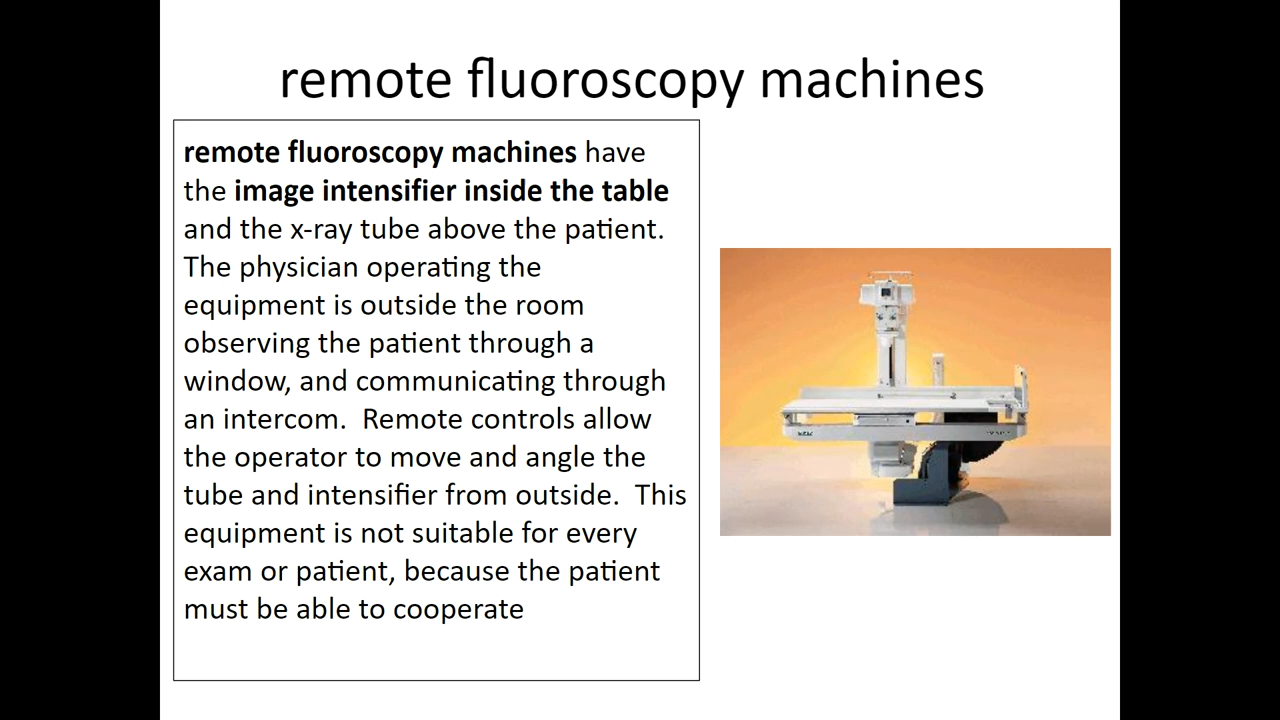 remote fluoroscopy machines
remote fluoroscopy machines have
the image intensifier inside the table
and the x-ray tube above the patient.
The physician operating the
equipment is outside the room
observing the patient through a
window, and communicating through
an intercom.  Remote controls allow
the operator to move and angle the
tube and intensifier from outside.  This
equipment is not suitable for every
exam or patient, because the patient
must be able to cooperate